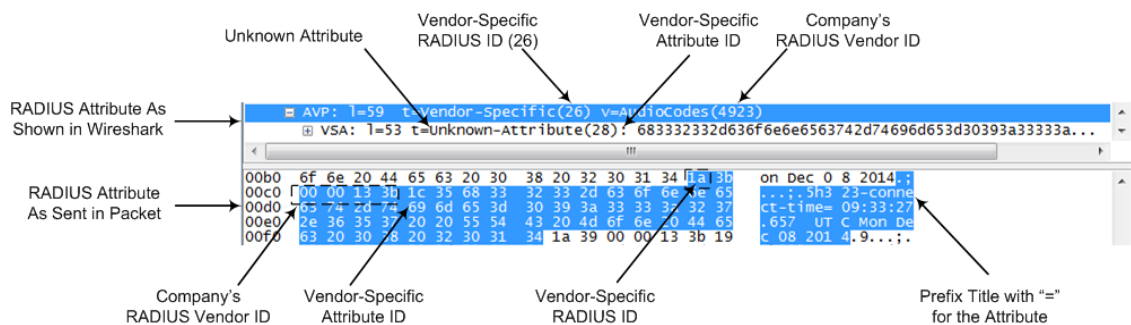 Unknown Attribute
Vendor-Specific
RADIUS ID (26)
Vendor-Specific
Attribute ID
Company's
RADIUS Vendor ID
RADIUS Attribute As
Shown in Wireshark
AVP: l=59 t=Vendor-Specific(26) v=AudioCodes(4923)
VSA: l=53 t=Unknown-Attribute(28): 683332332d636f6e6e6563742d74696d653d30393a33333a...
RADIUS Attribute
As Sent in Packet
00b0 6f 6e 20 44 65 63 20 30 38 20 32 30 31 34 1a 3b on Dec 0 8 2014.;
00c0 00 00 13 3b 1c 35 68 33 32 33 2d 63 6f 6e 6e 65 ...;.5h3 23-conne
00d0 63 74 2d 74 69 6d 65 3d 30 39 3a 33 33 3a 32 37 ct-time= 09:33:27
00e0 2e 36 35 37 20 20 55 54 43 20 4d 6f 6e 20 44 65 .657 UT C Mon De
00f0 63 20 30 38 20 32 30 31 34 1a 39 00 00 13 3b 19 c 08 201 4.9...;.
Company's
RADIUS Vendor ID
Vendor-Specific
Attribute ID
Vendor-Specific
RADIUS ID
Prefix Title with "="
for the Attribute